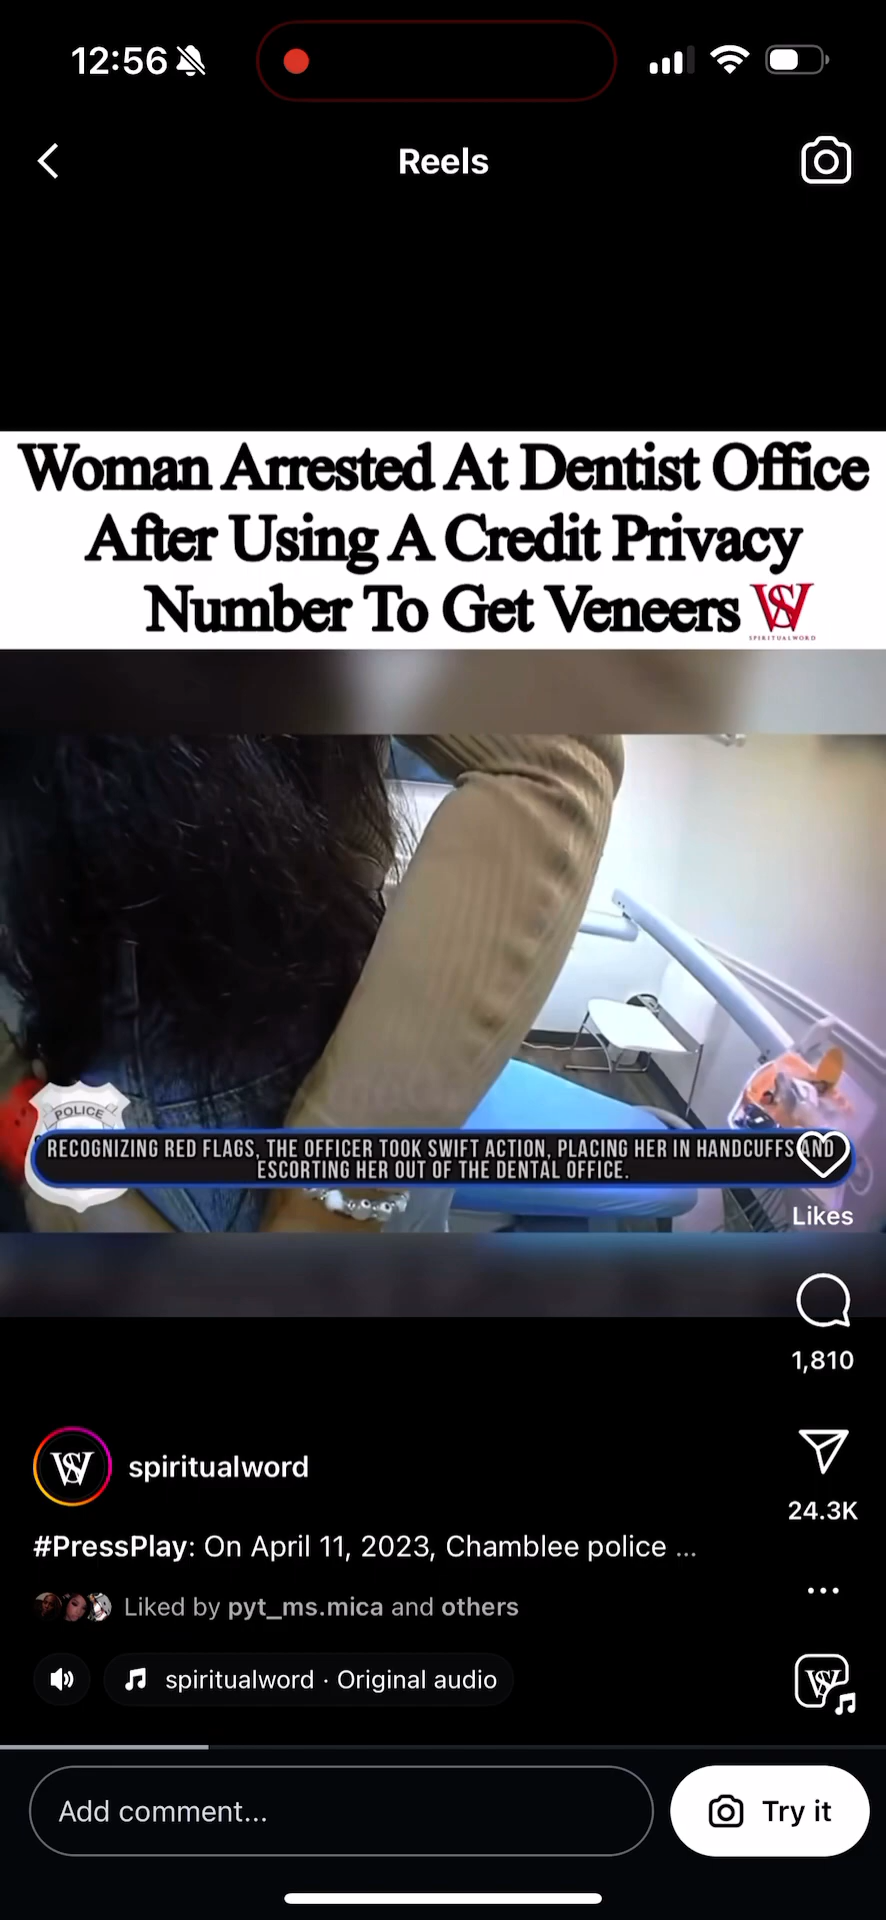 12:56
Reels
Woman Arrested At Dentist Office
After Using A Credit Privacy
Number To Get Veneers
SPIRITUALWORD
POLICE
RECOGNIZING RED FLAGS, THE OFFICER TOOK SWIFT ACTION, PLACING HER IN HANDCUFFS AND
ESCORTING HER OUT OF THE DENTAL OFFICE.
Likes
1,810
spiritualword
24.3K
#PressPlay: On April 11, 2023, Chamblee police ...
Liked by pyt_ms.mica and others
spiritualword · Original audio
Add comment...
Try it